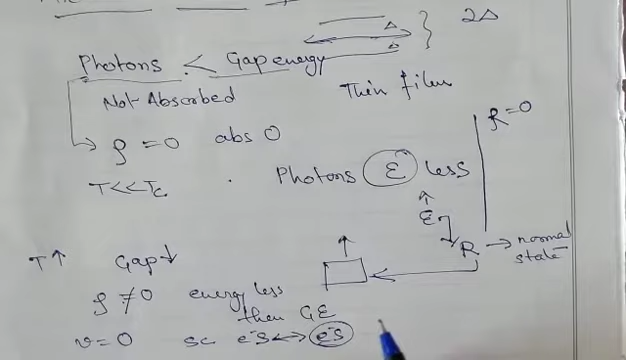 Δ
2Δ
Δ
Photons < Gap energy
Not Absorbed
Thin films
R=0
ρ = 0 abs 0
T<<Tc
Photons E less
E
R → normal state
T↑ Gap↓
ρ ≠ 0 energy less
then GE
ν = 0 sc e's ↔ e's